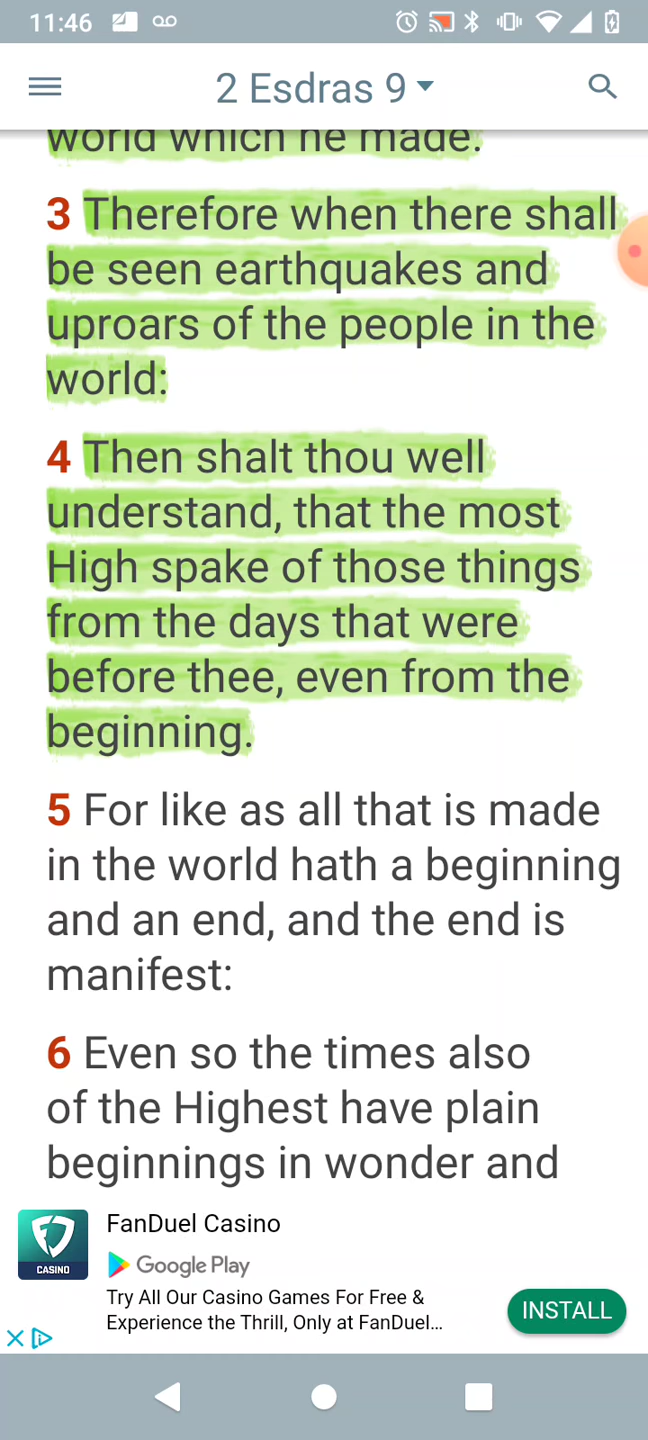 11:46
2 Esdras 9
world which he made.
3 Therefore when there shall
be seen earthquakes and
uproars of the people in the
world:
4 Then shalt thou well
understand, that the most
High spake of those things
from the days that were
before thee, even from the
beginning.
5 For like as all that is made
in the world hath a beginning
and an end, and the end is
manifest:
6 Even so the times also
of the Highest have plain
beginnings in wonder and
FanDuel Casino
Google Play
CASINO
Try All Our Casino Games For Free &
Experience the Thrill, Only at FanDuel...
INSTALL